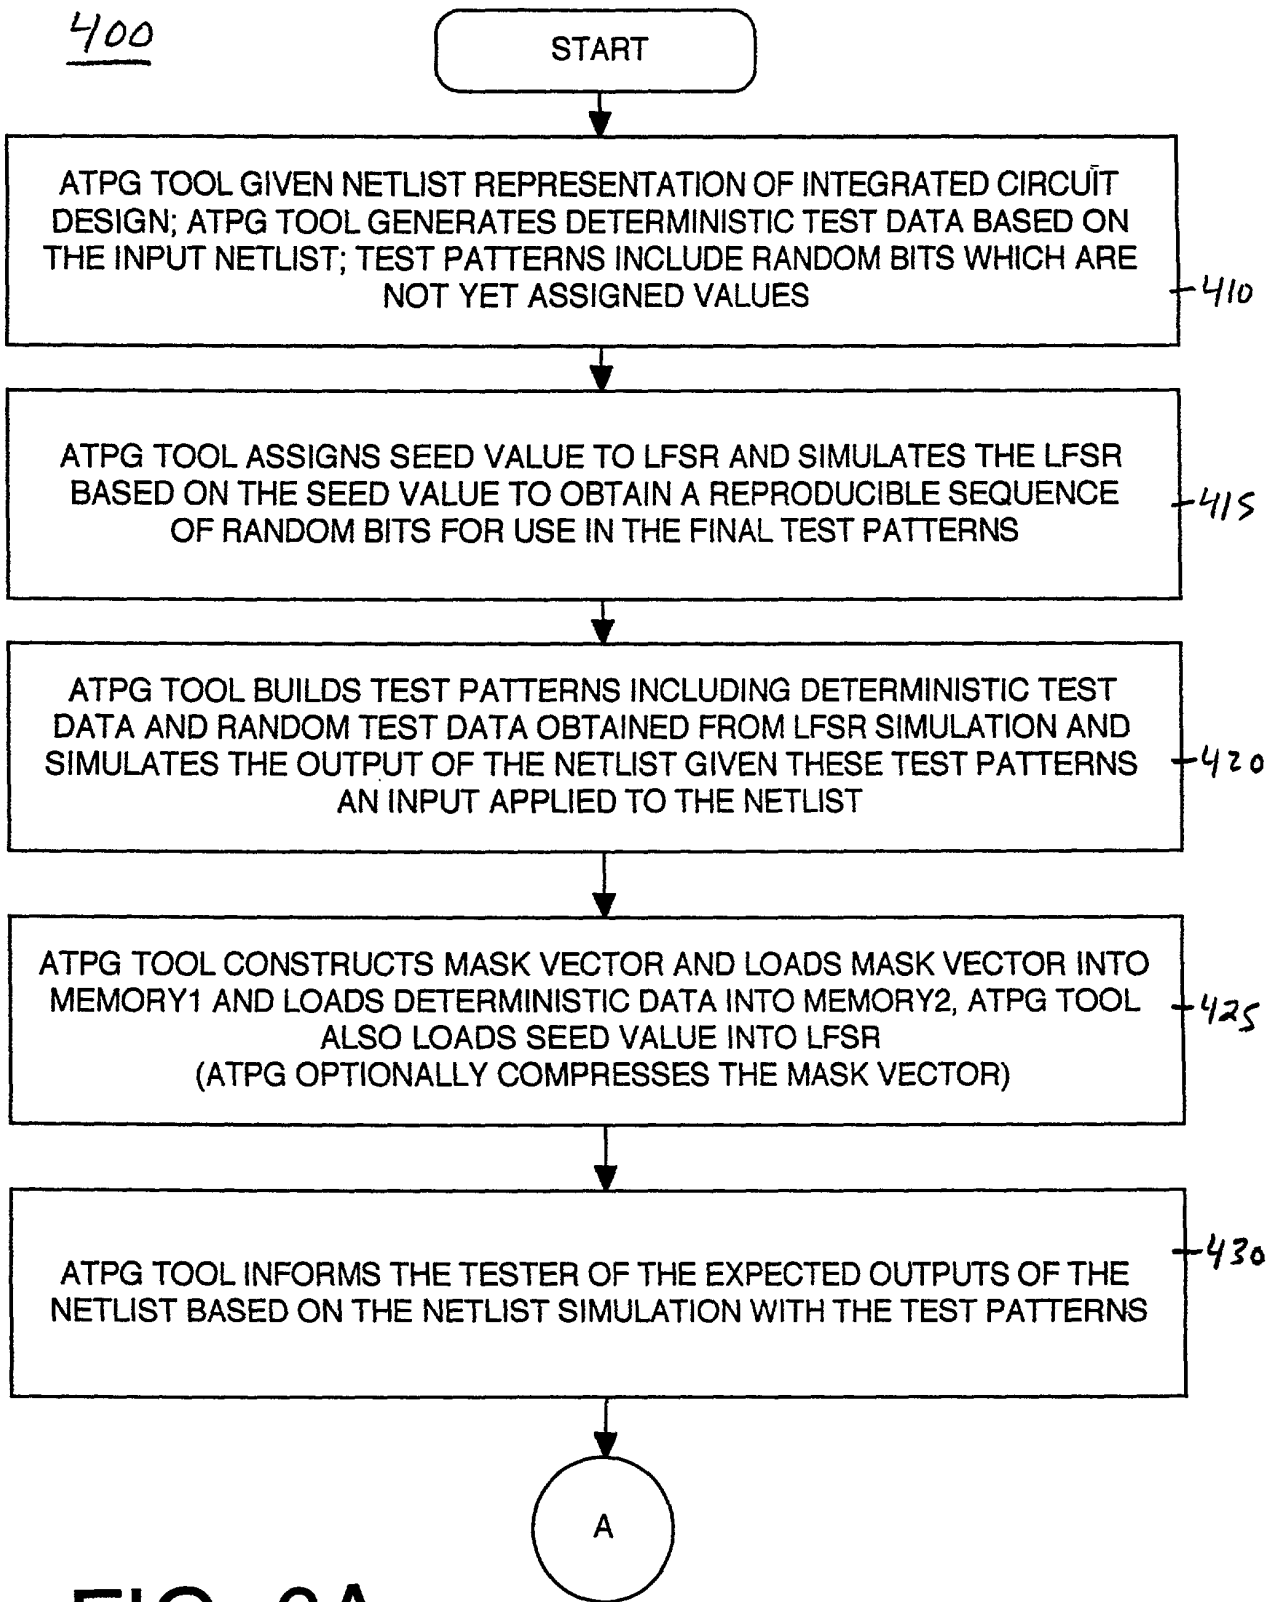 400
START
ATPG TOOL GIVEN NETLIST REPRESENTATION OF INTEGRATED CIRCUIT
DESIGN; ATPG TOOL GENERATES DETERMINISTIC TEST DATA BASED ON
THE INPUT NETLIST; TEST PATTERNS INCLUDE RANDOM BITS WHICH ARE
NOT YET ASSIGNED VALUES
410
ATPG TOOL ASSIGNS SEED VALUE TO LFSR AND SIMULATES THE LFSR
BASED ON THE SEED VALUE TO OBTAIN A REPRODUCIBLE SEQUENCE
OF RANDOM BITS FOR USE IN THE FINAL TEST PATTERNS
415
ATPG TOOL BUILDS TEST PATTERNS INCLUDING DETERMINISTIC TEST
DATA AND RANDOM TEST DATA OBTAINED FROM LFSR SIMULATION AND
SIMULATES THE OUTPUT OF THE NETLIST GIVEN THESE TEST PATTERNS
AN INPUT APPLIED TO THE NETLIST
420
ATPG TOOL CONSTRUCTS MASK VECTOR AND LOADS MASK VECTOR INTO
MEMORY1 AND LOADS DETERMINISTIC DATA INTO MEMORY2, ATPG TOOL
ALSO LOADS SEED VALUE INTO LFSR
(ATPG OPTIONALLY COMPRESSES THE MASK VECTOR)
425
ATPG TOOL INFORMS THE TESTER OF THE EXPECTED OUTPUTS OF THE
NETLIST BASED ON THE NETLIST SIMULATION WITH THE TEST PATTERNS
430
A